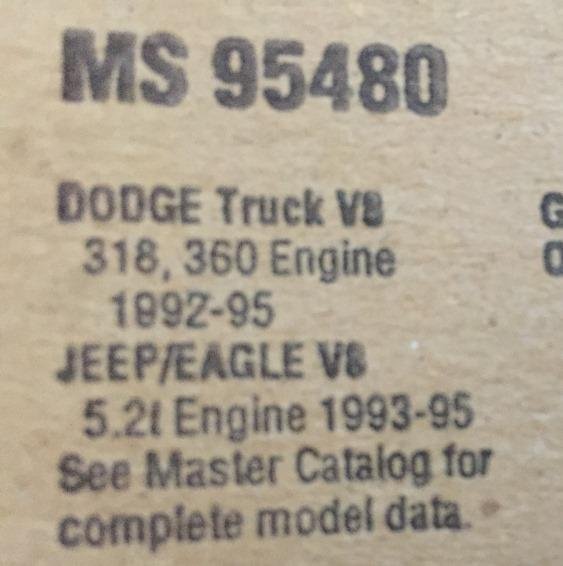 MS 95480
DODGE Truck V8
318, 360 Engine
1992-95
JEEP/EAGLE V8
5.2l Engine 1993-95
See Master Catalog for
complete model data.